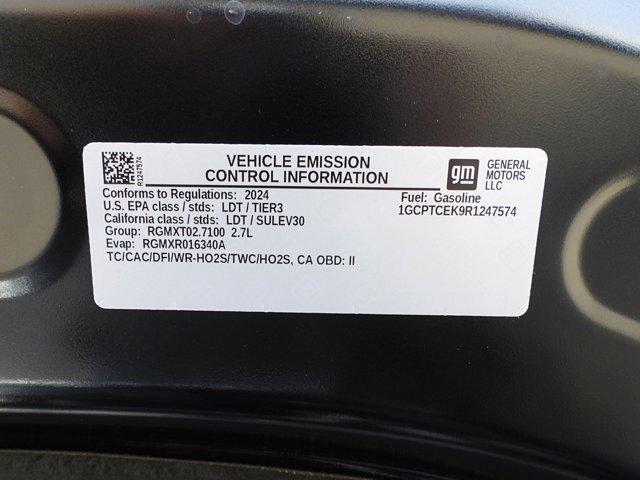 R1247574
VEHICLE EMISSION
CONTROL INFORMATION
gm
GENERAL
MOTORS
LLC
Conforms to Regulations: 2024
U.S. EPA class / stds: LDT / TIER3
California class / stds: LDT / SULEV30
Group: RGMXT02.7100 2.7L
Evap: RGMXR016340A
TC/CAC/DFI/WR-HO2S/TWC/HO2S, CA OBD: II
Fuel: Gasoline
1GCPTCEK9R1247574